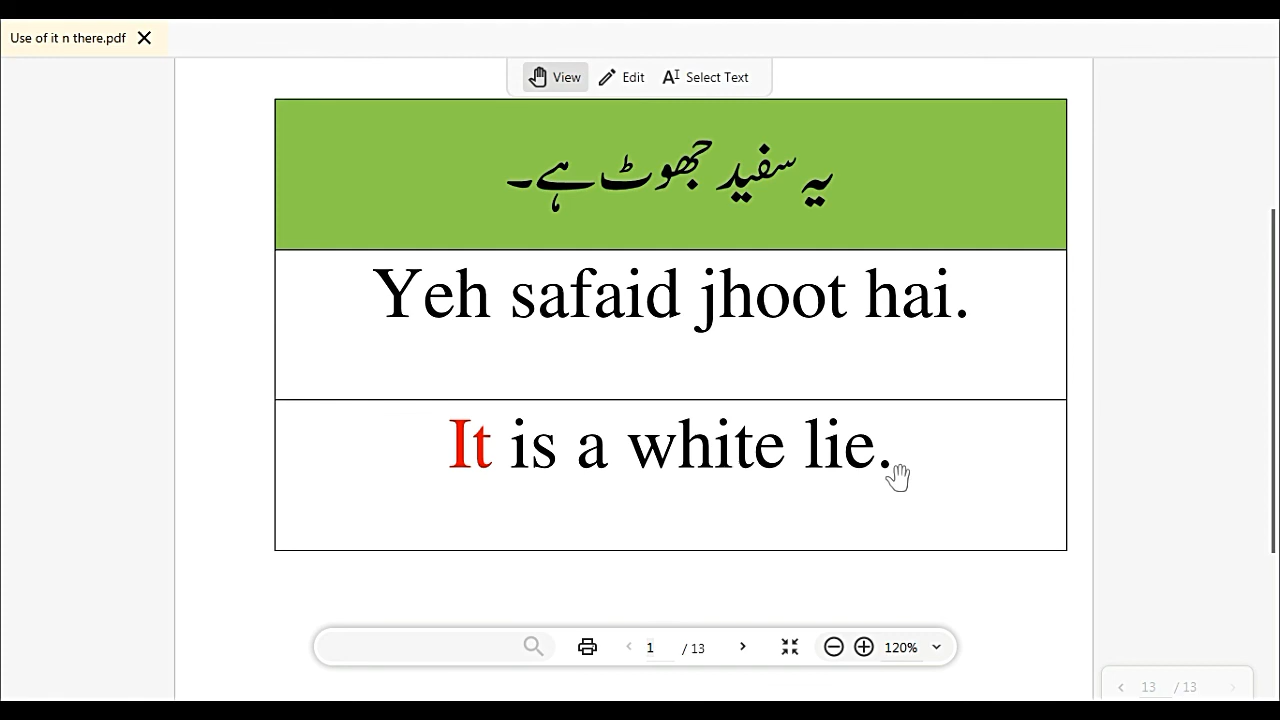 Use of it n there.pdf
View Edit Select Text
یہ سفید جھوٹ ہے۔
Yeh safaid jhoot hai.
It is a white lie.
1 / 13 120%
13 / 13